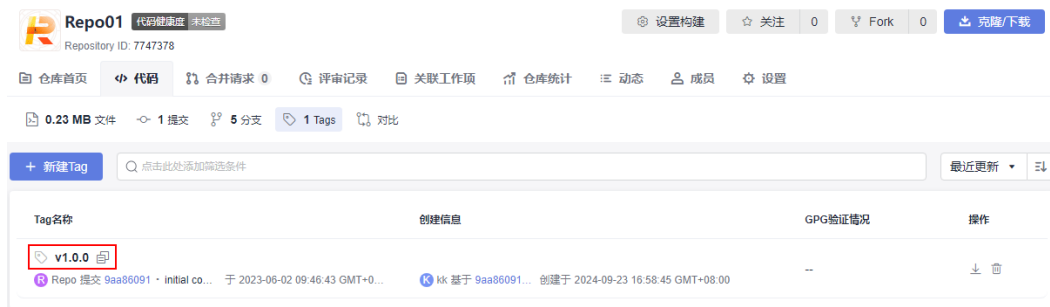 Repo01 代码健康度 未检查 设置构建 关注 0 Fork 0 克隆/下载
Repository ID: 7747378
仓库首页 代码 合并请求 0 评审记录 关联工作项 仓库统计 动态 成员 设置
0.23 MB 文件 1 提交 5 分支 1 Tags 对比
+ 新建Tag 点击此处添加筛选条件 最近更新
Tag名称 创建信息 GPG验证情况 操作
v1.0.0
R Repo 提交 9aa86091 · initial co... 于 2023-06-02 09:46:43 GMT+0... K kk 基于 9aa86091... 创建于 2024-09-23 16:58:45 GMT+08:00 --